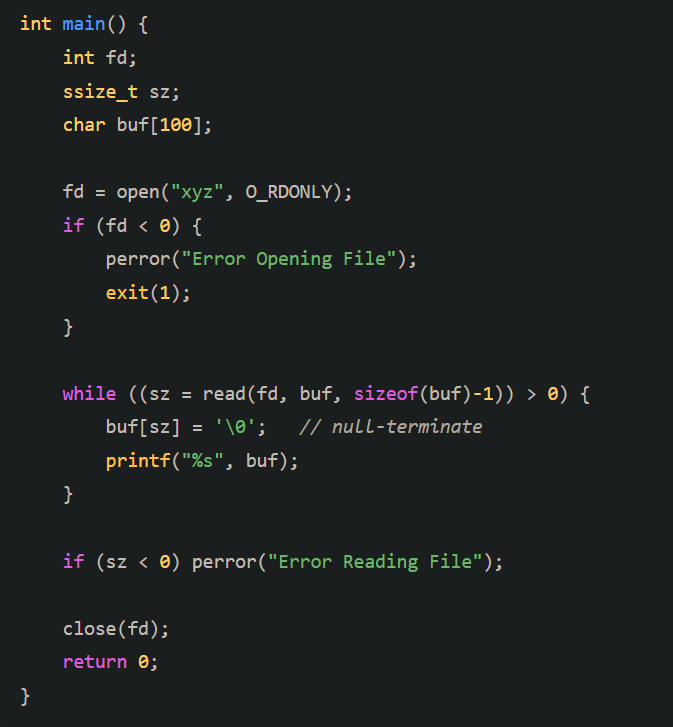 int main() {
    int fd;
    ssize_t sz;
    char buf[100];

    fd = open("xyz", O_RDONLY);
    if (fd < 0) {
        perror("Error Opening File");
        exit(1);
    }

    while ((sz = read(fd, buf, sizeof(buf)-1)) > 0) {
        buf[sz] = '\0';   // null-terminate
        printf("%s", buf);
    }

    if (sz < 0) perror("Error Reading File");

    close(fd);
    return 0;
}